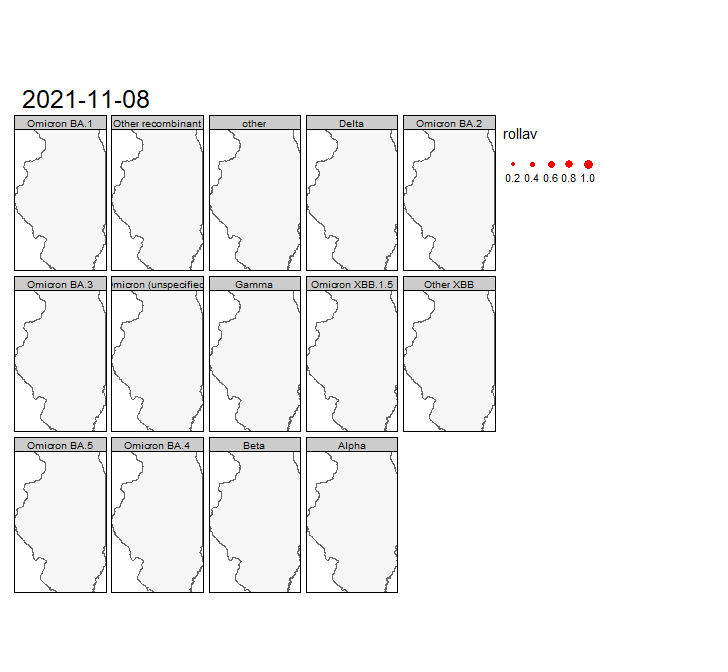 2021-11-08
Omicron BA.1 Other recombinant other Delta Omicron BA.2
rollav
0.2 0.4 0.6 0.8 1.0
Omicron BA.3 micron (unspecified Gamma Omicron XBB.1.5 Other XBB
Omicron BA.5 Omicron BA.4 Beta Alpha